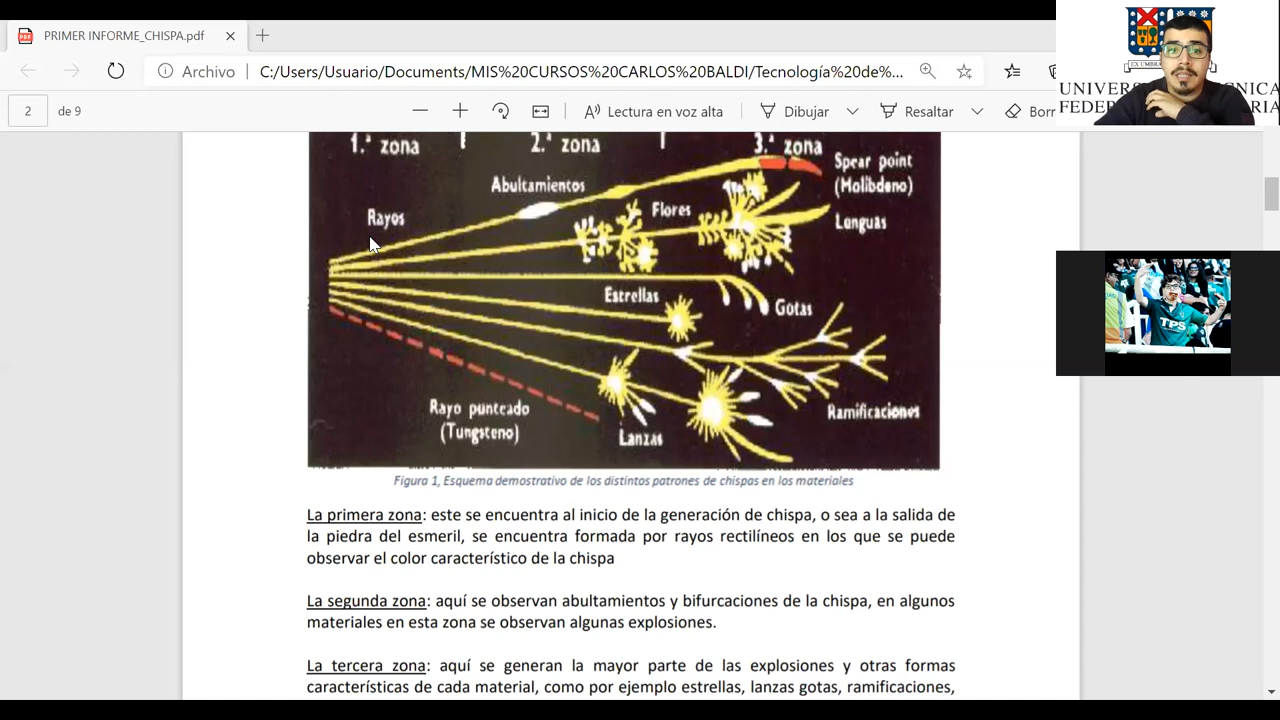 PRIMER INFORME_CHISPA.pdf
Archivo
C:/Users/Usuario/Documents/MIS%20CURSOS%20CARLOS%20BALDI/Tecnología%20de%...
2 de 9
Lectura en voz alta
Dibujar
Resaltar
Borr
EX UMBRA
UNIVERS
CNICA
FEDER
ARIA
1.ª zona
2.ª zona
3.ª zona
Spear point
(Molibdeno)
Abultamientos
Rayos
Flores
Lenguas
Estrellas
Gotas
Rayo punteado
(Tungsteno)
Lanzas
Ramificaciones
TPS
Figura 1, Esquema demostrativo de los distintos patrones de chispas en los materiales
La primera zona: este se encuentra al inicio de la generación de chispa, o sea a la salida de
la piedra del esmeril, se encuentra formada por rayos rectilíneos en los que se puede
observar el color característico de la chispa
La segunda zona: aquí se observan abultamientos y bifurcaciones de la chispa, en algunos
materiales en esta zona se observan algunas explosiones.
La tercera zona: aquí se generan la mayor parte de las explosiones y otras formas
características de cada material, como por ejemplo estrellas, lanzas gotas, ramificaciones,